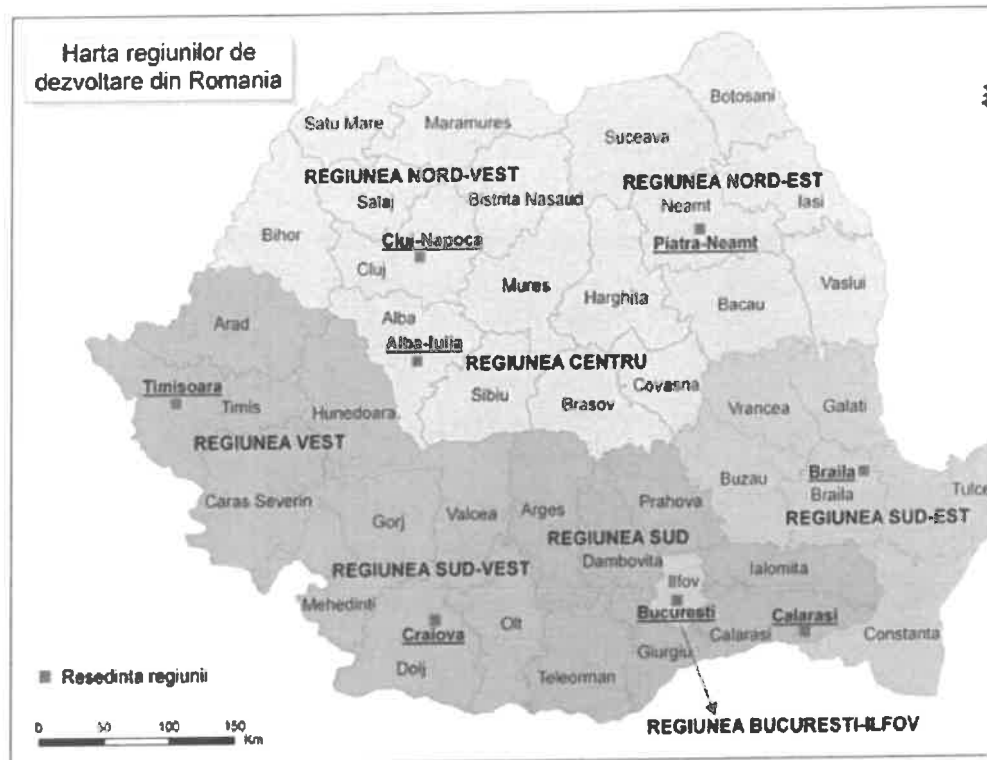 Harta regiunilor de
dezvoltare din Romania
Botosani
Satu Mare
Maramures
Suceava
REGIUNEA NORD-VEST
REGIUNEA NORD-EST
Salaj
Bistrita Nasaud
Neamt
Iasi
Bihor
Cluj-Napoca
Piatra-Neamt
Cluj
Mures
Harghita
Bacau
Vaslui
Arad
Alba
Alba-Iulia
REGIUNEA CENTRU
Timisoara
Timis
Hunedoara
Sibiu
Brasov
Covasna
Vrancea
Galati
REGIUNEA VEST
Caras Severin
Gorj
Valcea
Arges
Prahova
Buzau
Braila
Braila
Tulce
REGIUNEA SUD-EST
REGIUNEA SUD
REGIUNEA SUD-VEST
Dambovita
Ialomita
Ilfov
Mehedinti
Craiova
Olt
Bucuresti
Calarasi
Calarasi
Constanta
Dolj
Teleorman
Giurgiu
Resedinta regiunii
REGIUNEA BUCURESTI-ILFOV
0 50 100 150
Km